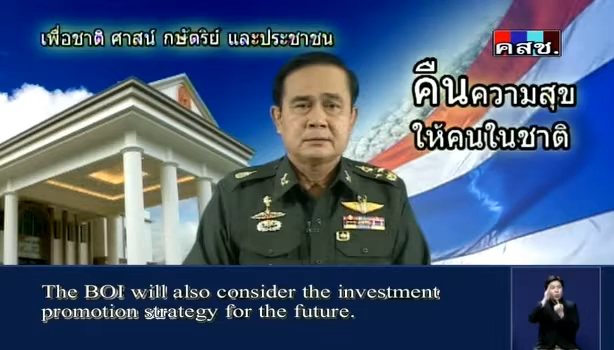 เพื่อชาติ ศาสน์ กษัตริย์ และประชาชน
คสช.
คืนความสุข
ให้คนในชาติ
The BOI will also consider the investment
promotion strategy for the future.